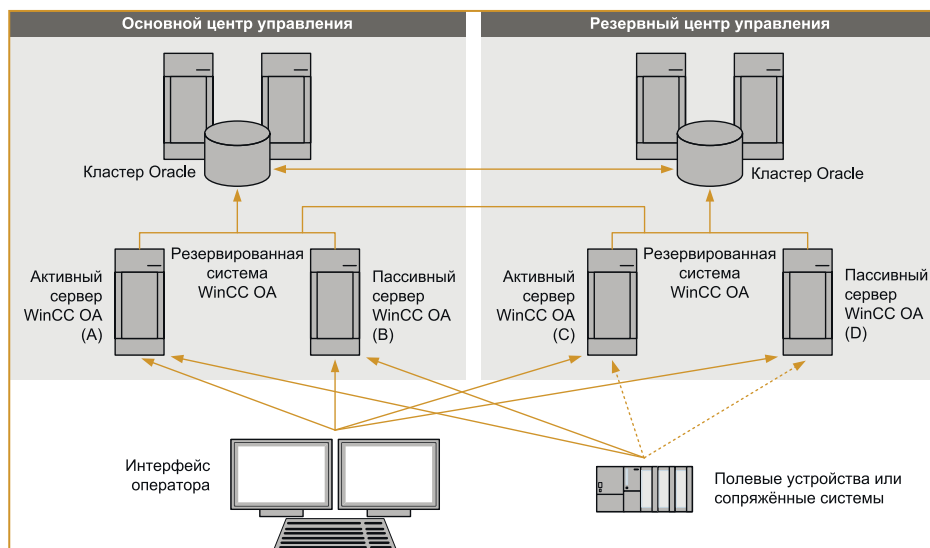 Основной центр управления
Резервный центр управления
Кластер Oracle
Кластер Oracle
Активный
сервер
WinCC OA
(A)
Резервированная
система
WinCC OA
Пассивный
сервер
WinCC OA
(B)
Активный
сервер
WinCC OA
(C)
Резервированная
система
WinCC OA
Пассивный
сервер
WinCC OA
(D)
Интерфейс
оператора
Полевые устройства или
сопряжённые системы